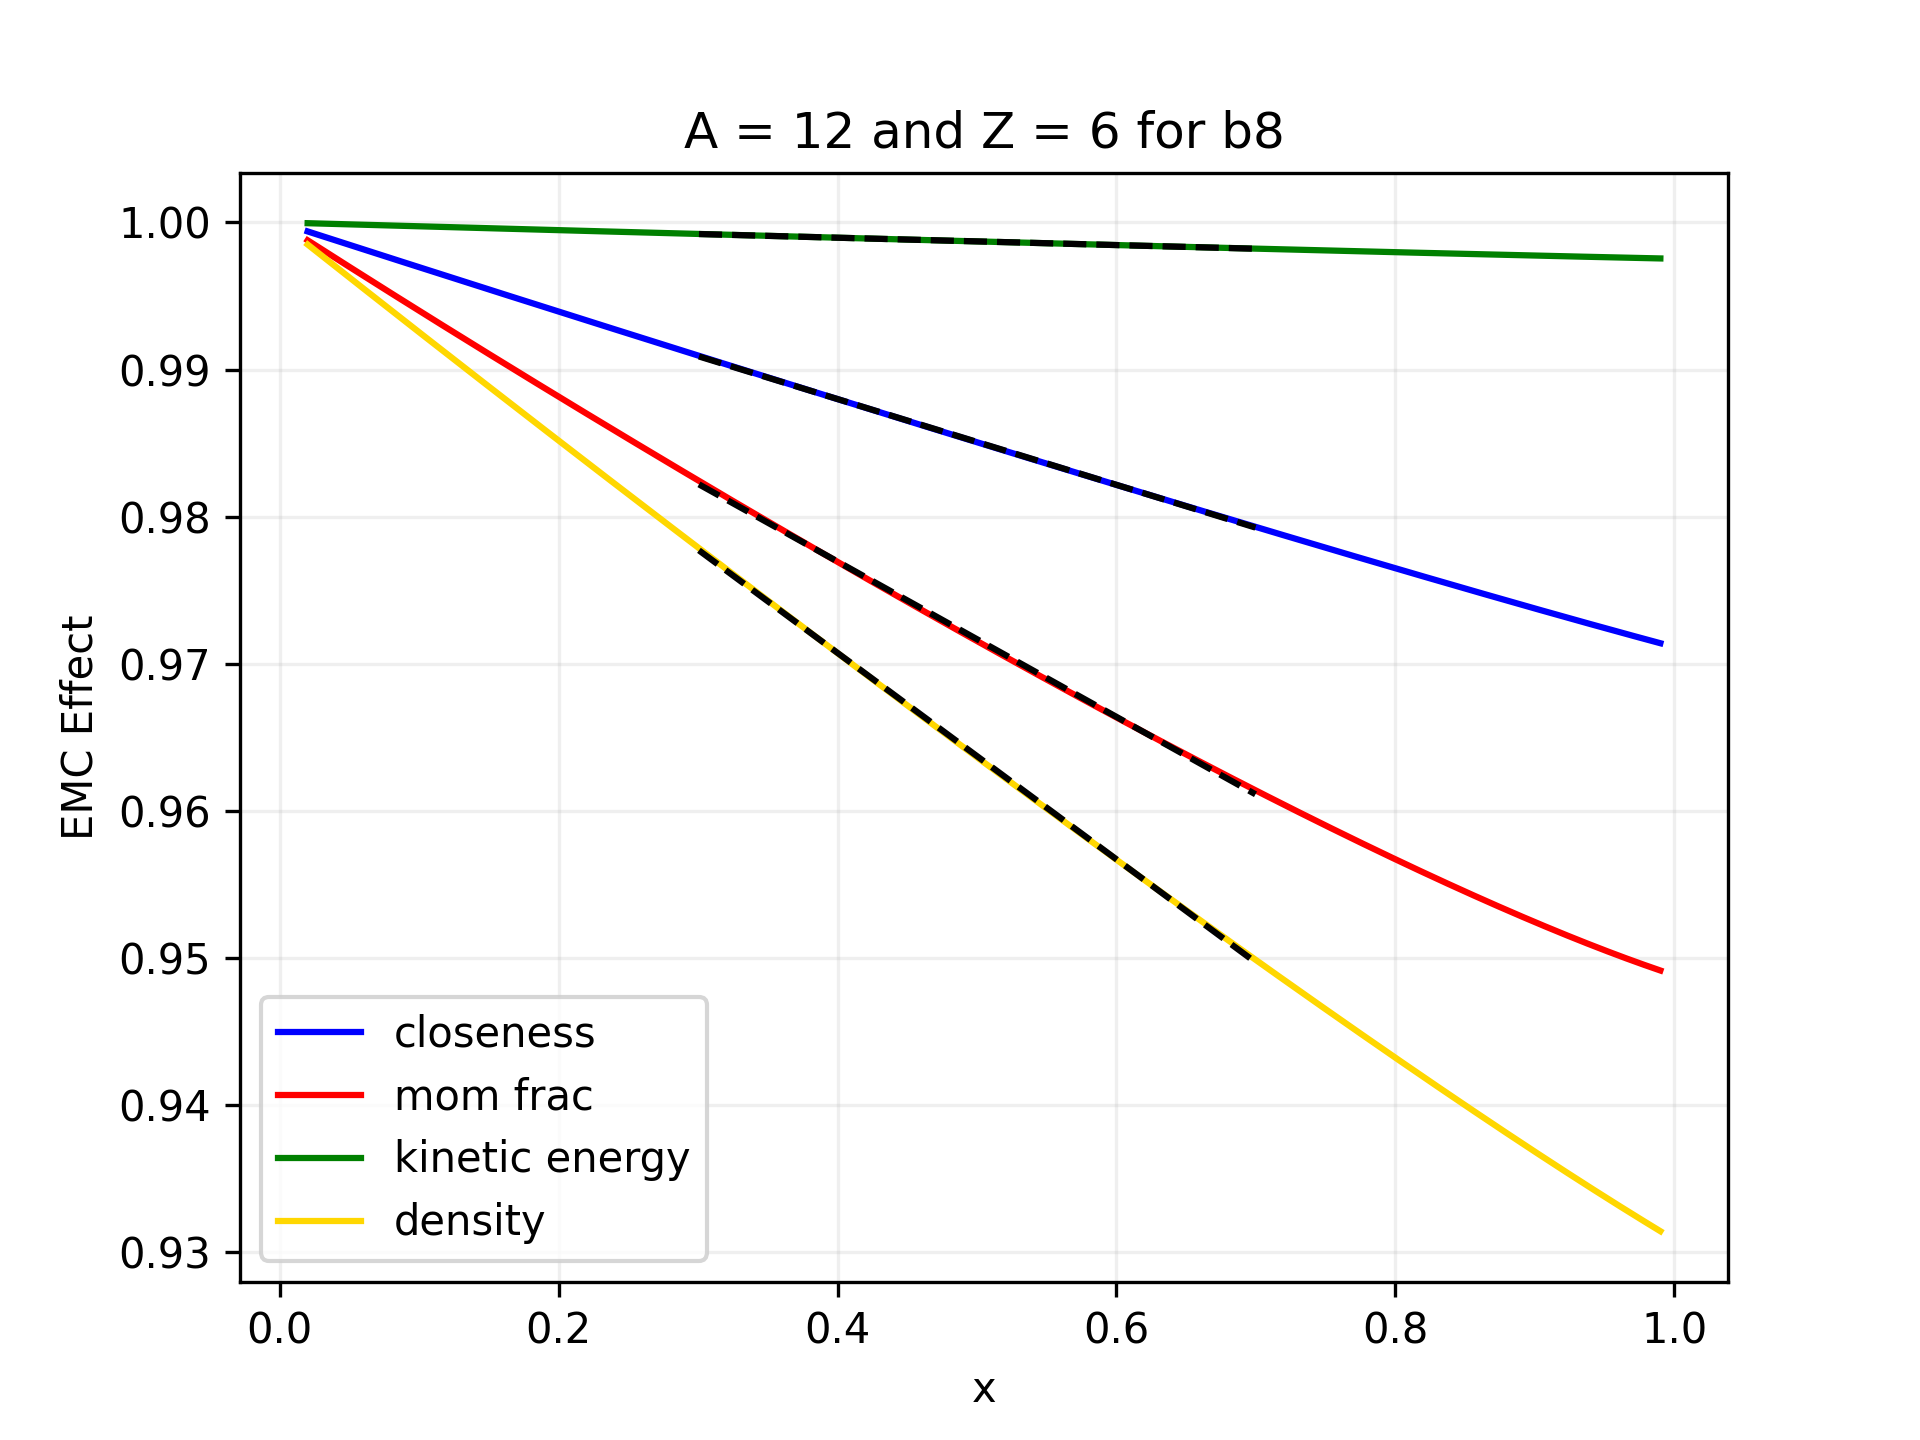 A = 12 and Z = 6 for b8
1.00
0.99
0.98
0.97
0.96
0.95
0.94
0.93
EMC Effect
closeness
mom frac
kinetic energy
density
0.0 0.2 0.4 0.6 0.8 1.0
x